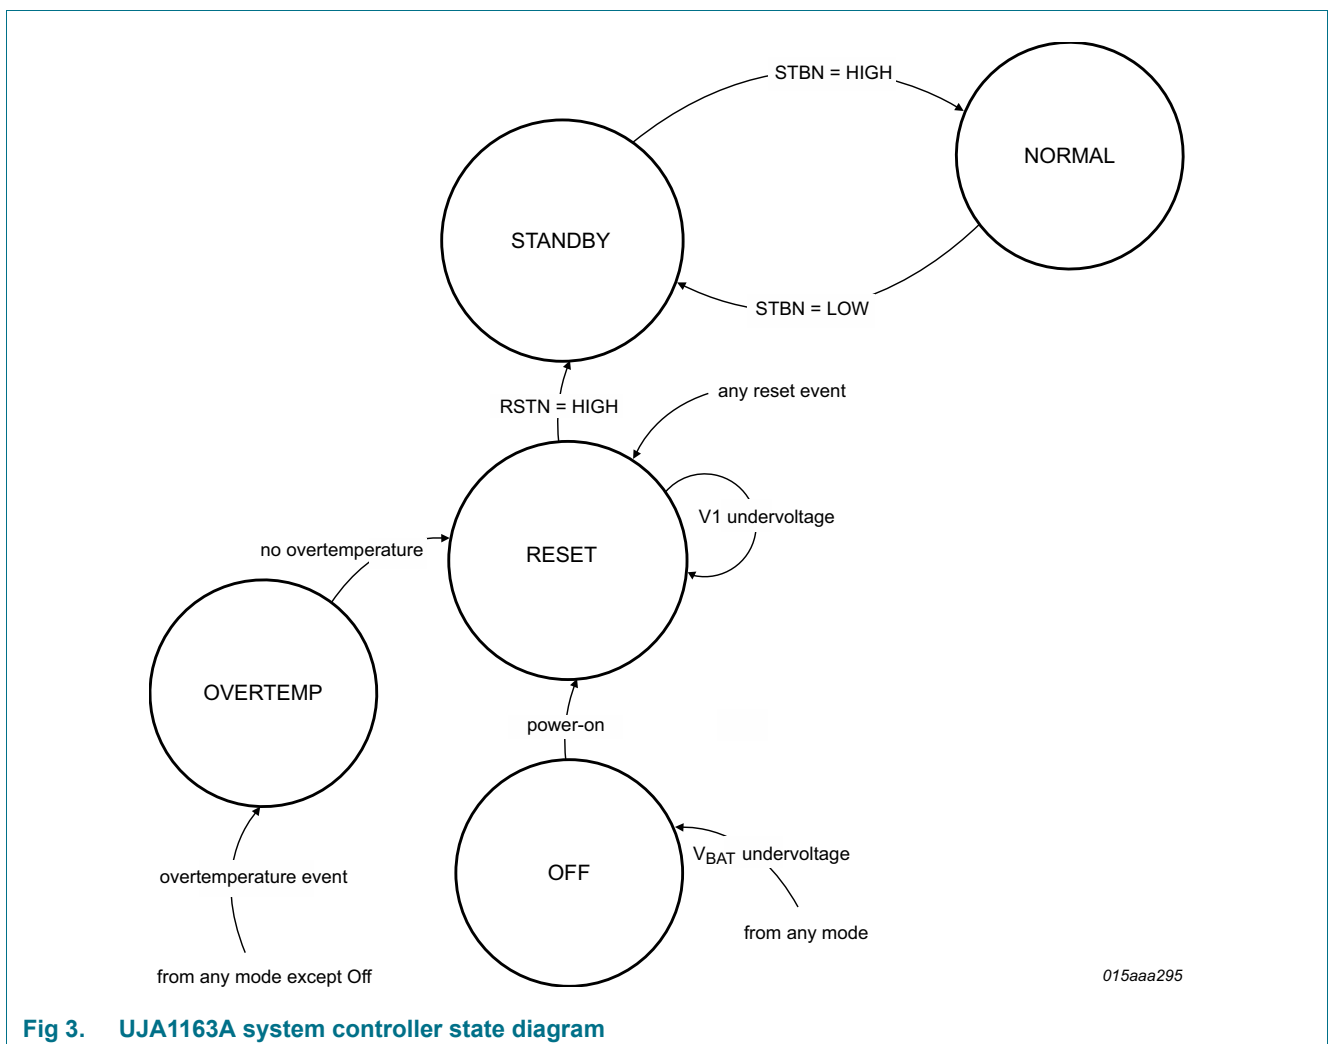 STBN = HIGH
NORMAL
STANDBY
STBN = LOW
any reset event
RSTN = HIGH
V1 undervoltage
no overtemperature
RESET
OVERTEMP
power-on
VBAT undervoltage
OFF
overtemperature event
from any mode
from any mode except Off
015aaa295
Fig 3. UJA1163A system controller state diagram